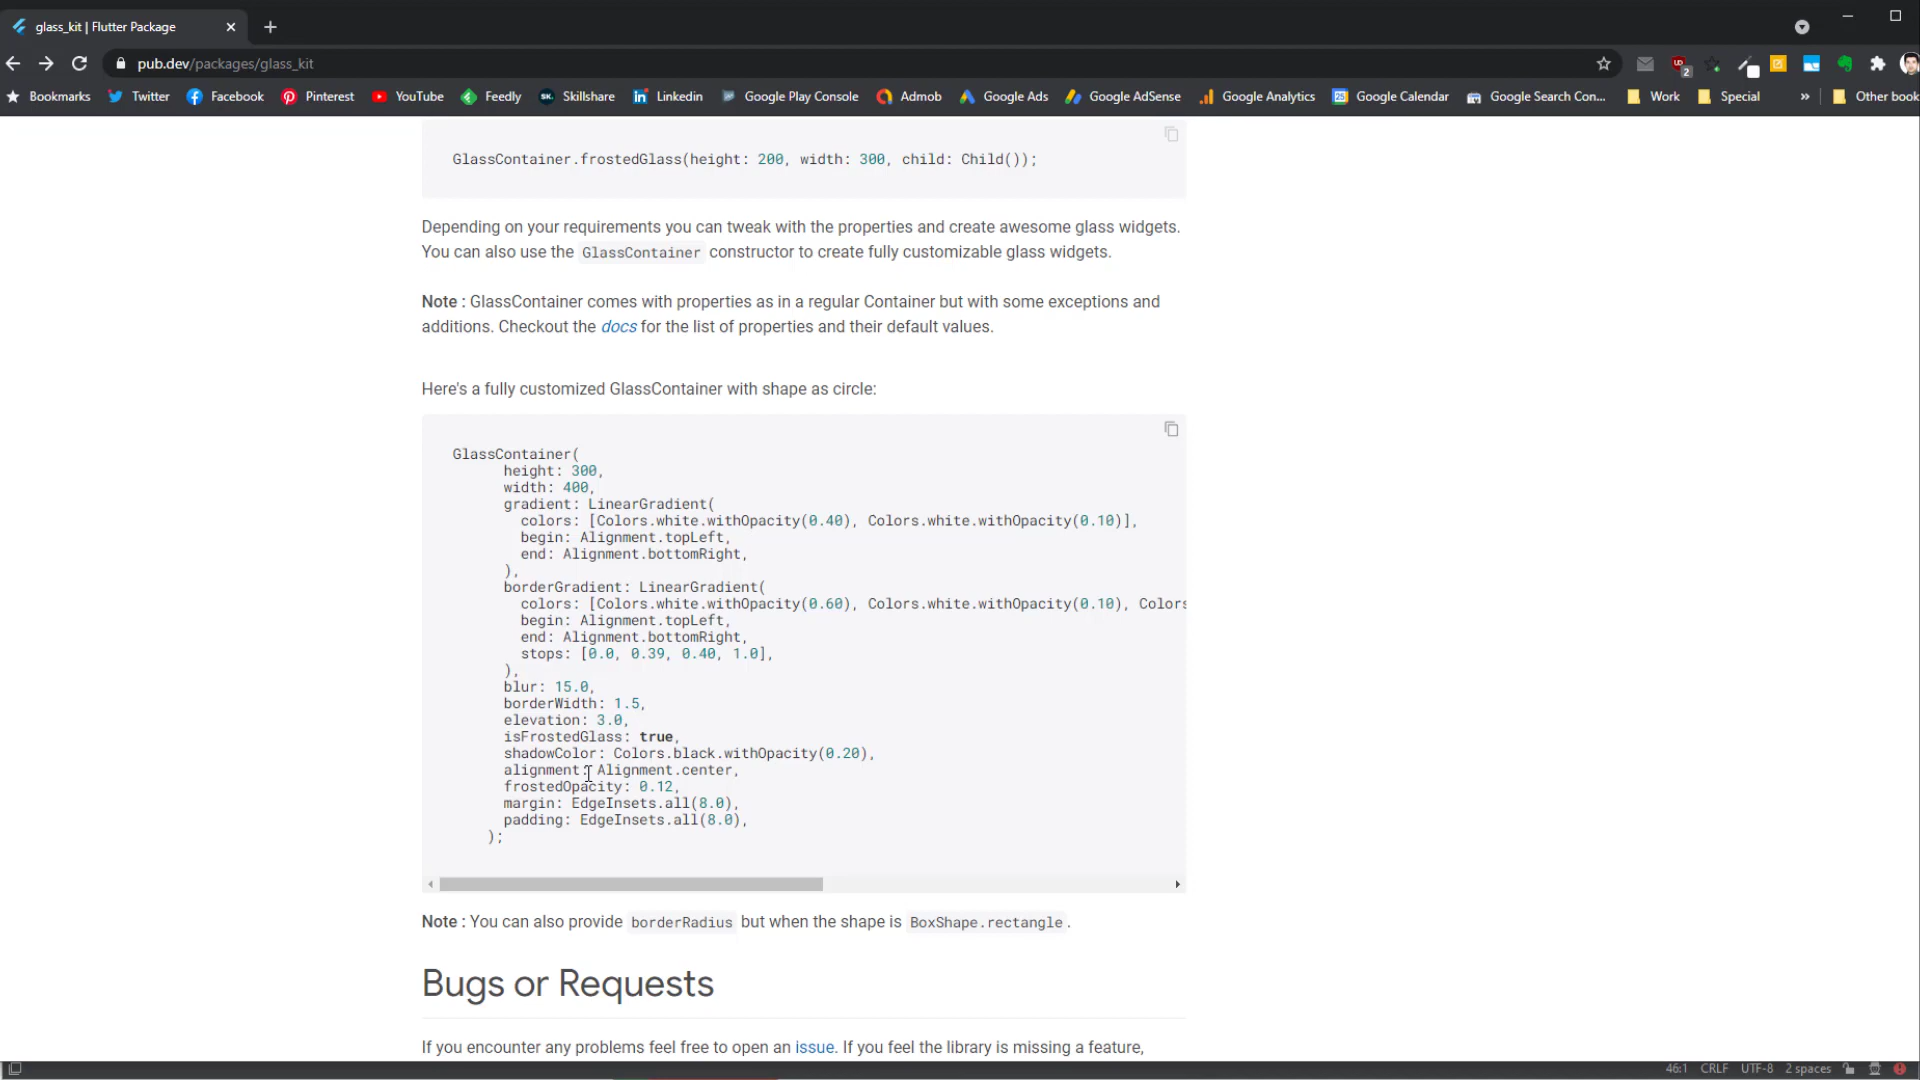 glass_kit | Flutter Package
pub.dev/packages/glass_kit
2
Bookmarks Twitter Facebook Pinterest YouTube Feedly SK. Skillshare Linkedin Google Play Console Admob Google Ads Google AdSense Google Analytics Google Calendar Google Search Con... Work Special » Other book
GlassContainer.frostedGlass(height: 200, width: 300, child: Child());
Depending on your requirements you can tweak with the properties and create awesome glass widgets.
You can also use the GlassContainer constructor to create fully customizable glass widgets.
Note : GlassContainer comes with properties as in a regular Container but with some exceptions and
additions. Checkout the docs for the list of properties and their default values.
Here's a fully customized GlassContainer with shape as circle:
GlassContainer(
height: 300,
width: 400,
gradient: LinearGradient(
colors: [Colors.white.withOpacity(0.40), Colors.white.withOpacity(0.10)],
begin: Alignment.topLeft,
end: Alignment.bottomRight,
),
borderGradient: LinearGradient(
colors: [Colors.white.withOpacity(0.60), Colors.white.withOpacity(0.10), Colors
begin: Alignment.topLeft,
end: Alignment.bottomRight,
stops: [0.0, 0.39, 0.40, 1.0],
),
blur: 15.0,
borderWidth: 1.5,
elevation: 3.0,
isFrostedGlass: true,
shadowColor: Colors.black.withOpacity(0.20),
alignment: Alignment.center,
frostedOpacity: 0.12,
margin: EdgeInsets.all(8.0),
padding: EdgeInsets.all(8.0),
);
Note : You can also provide borderRadius but when the shape is BoxShape.rectangle.
Bugs or Requests
If you encounter any problems feel free to open an issue. If you feel the library is missing a feature,
46:1 CRLF UTF-8 2 spaces